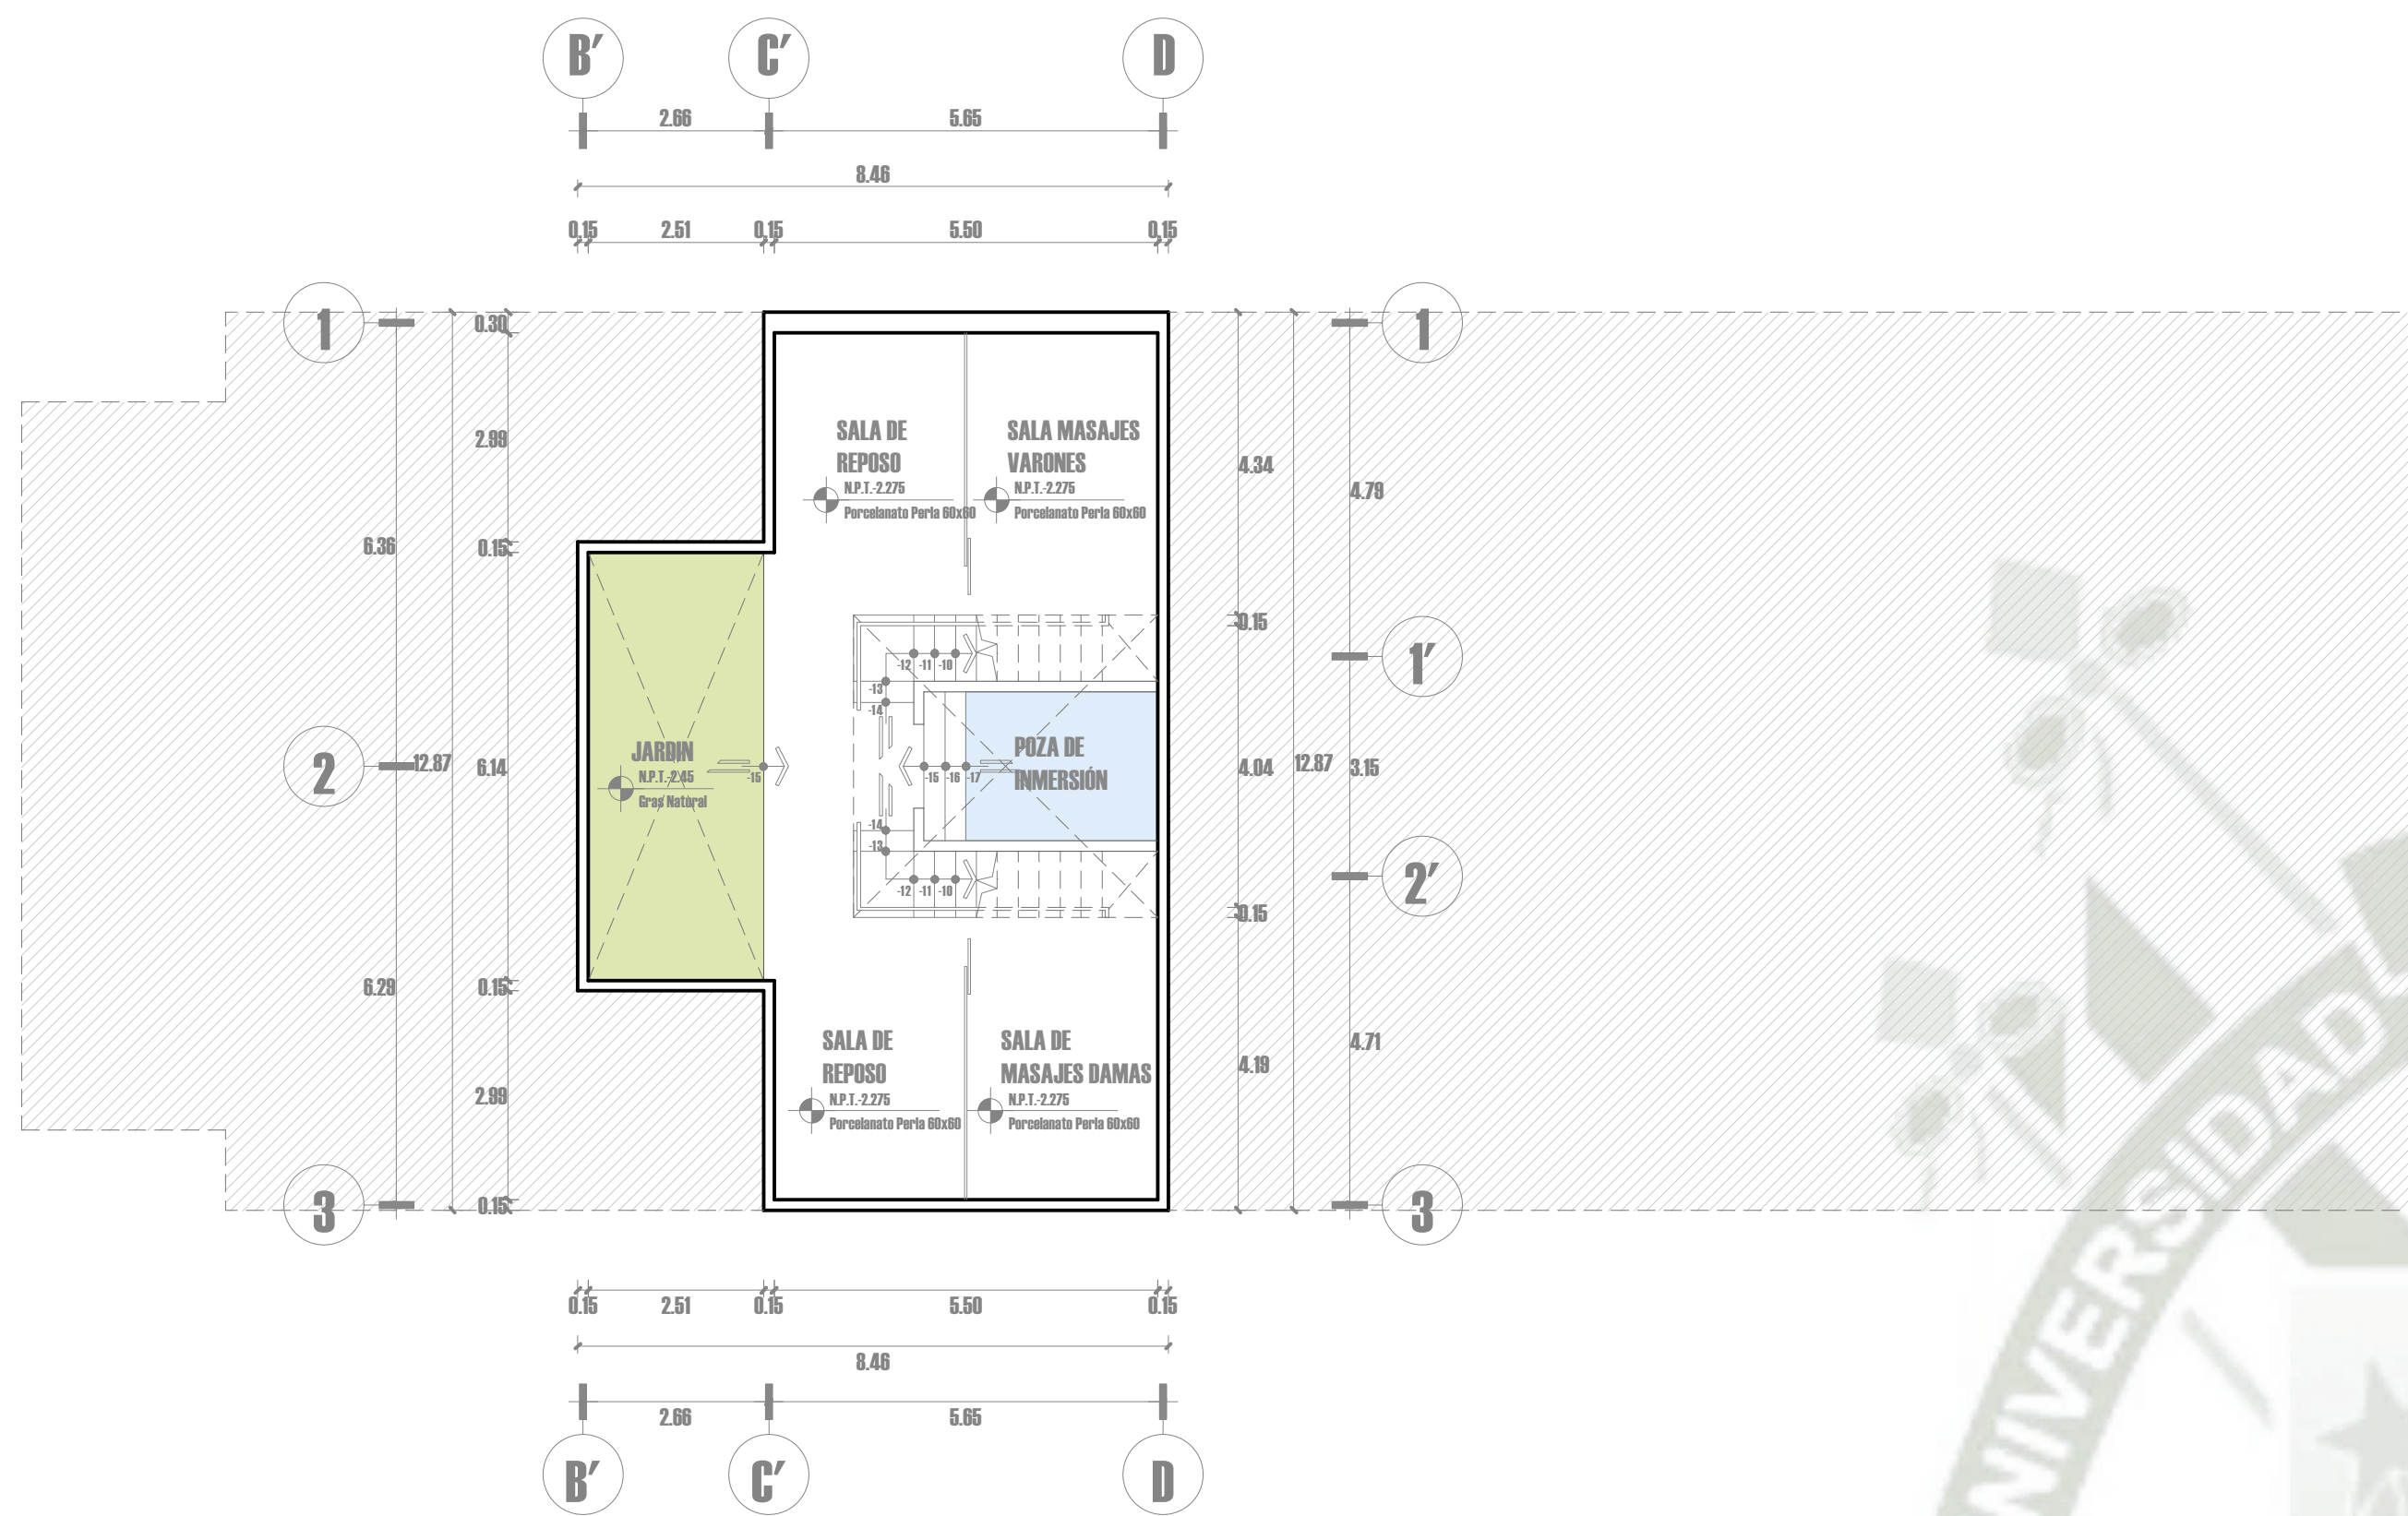 B' C' D
2.66 5.65
8.46
0.15 2.51 0.15 5.50 0.15
1 0.30 1
2.99
SALA DE
REPOSO
N.P.T.-2.275
Porcelanato Perla 60x60
SALA MASAJES
VARONES
N.P.T.-2.275
Porcelanato Perla 60x60
4.34
4.79
6.36 0.15
0.15
1'
-12 -11 -10
-13
-14
2 12.87 6.14
JARDIN
N.P.T.-2.45
Gras Natural
-15
-15 -16 -17
POZA DE
INMERSIÓN
4.04 12.87 3.15
-14
-13
-12 -11 -10
2'
0.15
6.29 0.15
2.99
SALA DE
REPOSO
N.P.T.-2.275
Porcelanato Perla 60x60
SALA DE
MASAJES DAMAS
N.P.T.-2.275
Porcelanato Perla 60x60
4.19
4.71
3 0.15 3
0.15 2.51 0.15 5.50 0.15
8.46
2.66 5.65
B' C' D
NIVERSIDAD